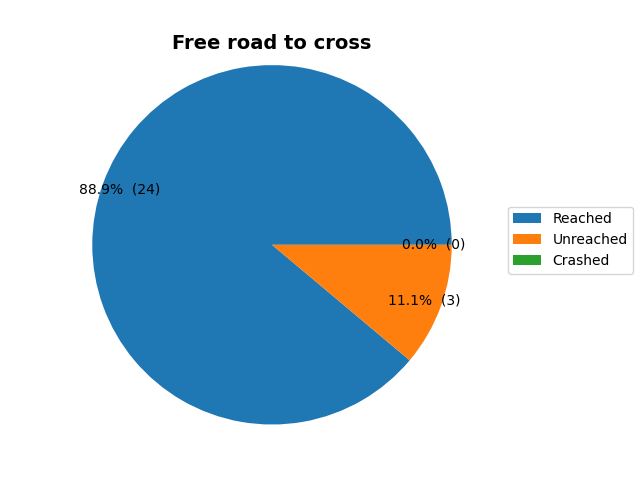 Free road to cross
88.9%  (24)
0.0%  (0)
11.1%  (3)
Reached
Unreached
Crashed